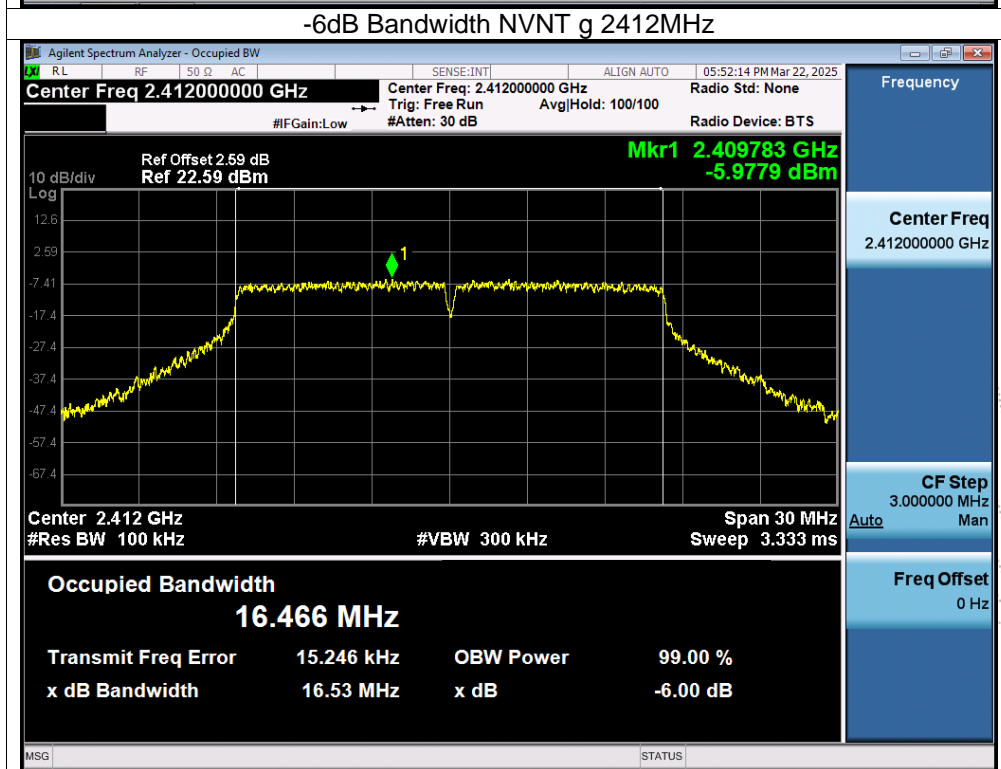 -6dB Bandwidth NVNT g 2412MHz
Agilent Spectrum Analyzer - Occupied BW
LXI RL RF 50 Ω AC SENSE:INT ALIGN AUTO 05:52:14 PM Mar 22, 2025
Center Freq 2.412000000 GHz Center Freq: 2.412000000 GHz Radio Std: None
Trig: Free Run Avg|Hold: 100/100
#IFGain:Low #Atten: 30 dB Radio Device: BTS
Frequency
Mkr1 2.409783 GHz
-5.9779 dBm
Ref Offset 2.59 dB
10 dB/div Ref 22.59 dBm
Log
12.6
2.59
1
-7.41
-17.4
-27.4
-37.4
-47.4
-57.4
-67.4
Center Freq
2.412000000 GHz
CF Step
3.000000 MHz
Auto Man
Freq Offset
0 Hz
Center 2.412 GHz Span 30 MHz
#Res BW 100 kHz #VBW 300 kHz Sweep 3.333 ms
Occupied Bandwidth
16.466 MHz
Transmit Freq Error 15.246 kHz OBW Power 99.00 %
x dB Bandwidth 16.53 MHz x dB -6.00 dB
MSG STATUS